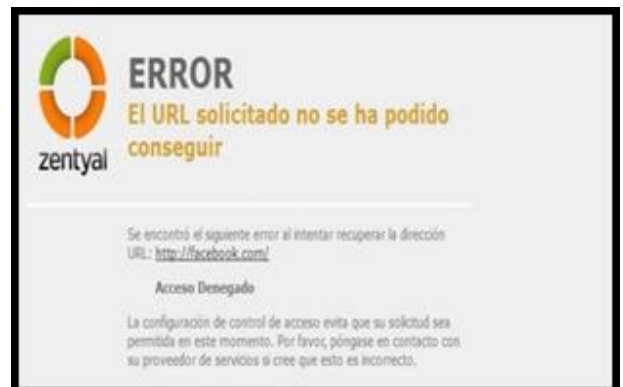 zentyal
ERROR
El URL solicitado no se ha podido
conseguir
Se encontró el siguiente error al intentar recuperar la dirección
URL: http://facebook.com/
Acceso Denegado
La configuración de control de acceso evita que su solicitud sea
permitida en este momento. Por favor, póngase en contacto con
su proveedor de servicios si cree que esto es incorrecto.